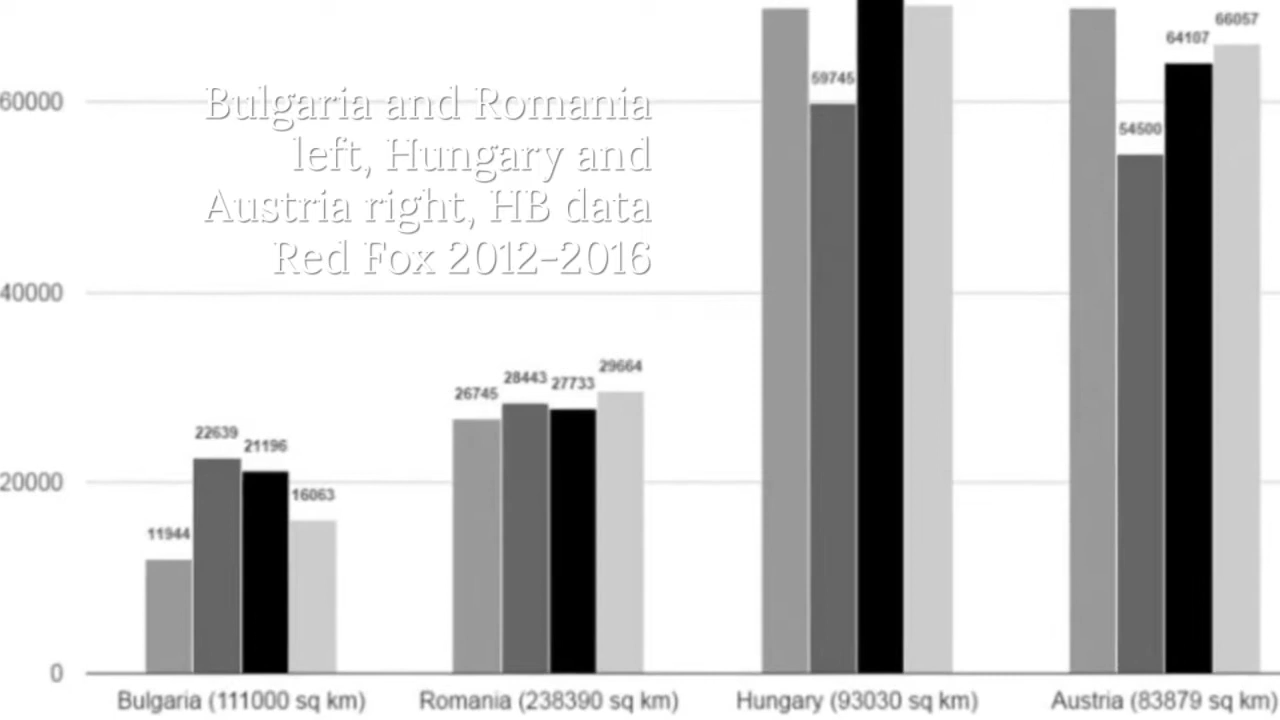 66057
64107
59745
60000
Bulgaria and Romania
left, Hungary and
54500
Austria right, HB data
Red Fox 2012-2016
40000
29664
28443
27733
26745
22639
21196
20000
16063
11944
0
Bulgaria (111000 sq km)
Romania (238390 sq km)
Hungary (93030 sq km)
Austria (83879 sq km)